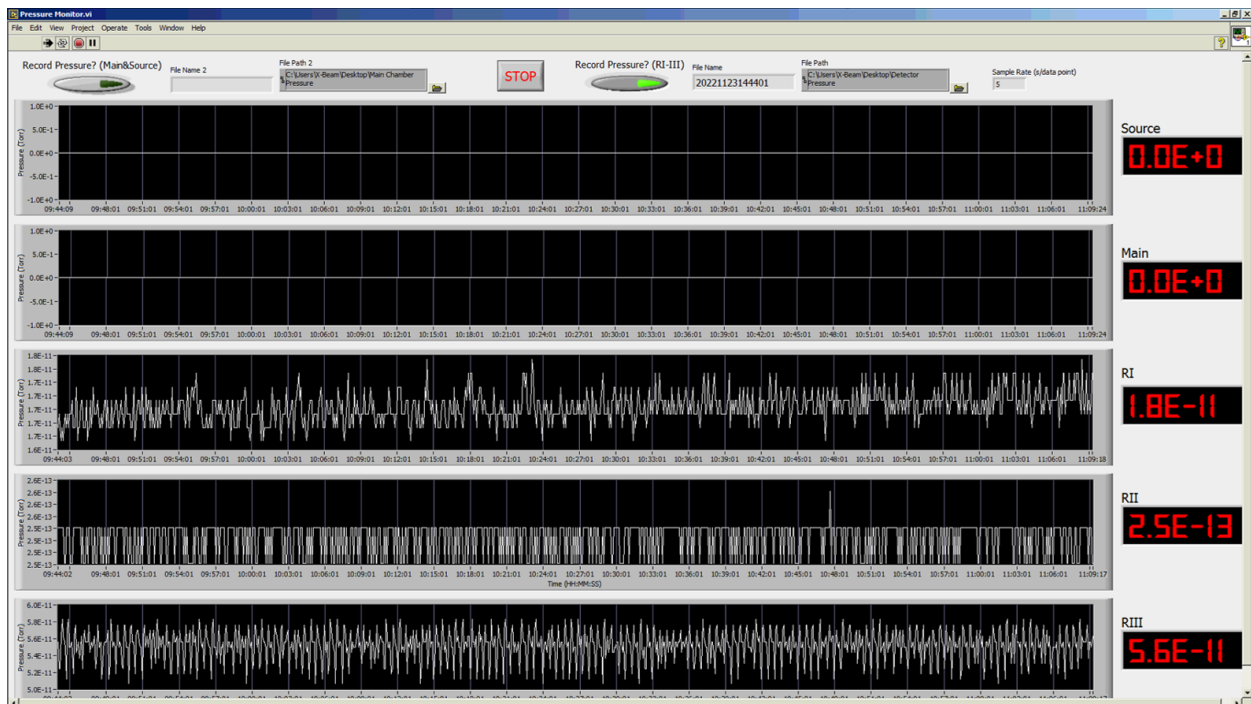 Pressure Monitor.vi
File Edit View Project Operate Tools Window Help
Record Pressure? (Main&Source)
File Name 2
File Path 2
C:\Users\X-Beam\Desktop\Main Chamber
Pressure
STOP
Record Pressure? (RI-III)
File Name
20221123144401
File Path
C:\Users\X-Beam\Desktop\Detector
Pressure
Sample Rate (s/data point)
Pressure (Torr)
1.0E+0
5.0E-1
0.0E+0
-5.0E-1
-1.0E+0
09:44:09 09:48:01 09:51:01 09:54:01 09:57:01 10:00:01 10:03:01 10:06:01 10:09:01 10:12:01 10:15:01 10:18:01 10:21:01 10:24:01 10:27:01 10:30:01 10:33:01 10:36:01 10:39:01 10:42:01 10:45:01 10:48:01 10:51:01 10:54:01 10:57:01 11:00:01 11:03:01 11:06:01 11:09:24
Source
0.0E+0
Pressure (Torr)
1.0E+0
5.0E-1
0.0E+0
-5.0E-1
-1.0E+0
09:44:09 09:48:01 09:51:01 09:54:01 09:57:01 10:00:01 10:03:01 10:06:01 10:09:01 10:12:01 10:15:01 10:18:01 10:21:01 10:24:01 10:27:01 10:30:01 10:33:01 10:36:01 10:39:01 10:42:01 10:45:01 10:48:01 10:51:01 10:54:01 10:57:01 11:00:01 11:03:01 11:06:01 11:09:24
Main
0.0E+0
Pressure (Torr)
1.8E-11
1.8E-11
1.7E-11
1.7E-11
1.7E-11
1.7E-11
1.6E-11
09:44:03 09:48:01 09:51:01 09:54:01 09:57:01 10:00:01 10:03:01 10:06:01 10:09:01 10:12:01 10:15:01 10:18:01 10:21:01 10:24:01 10:27:01 10:30:01 10:33:01 10:36:01 10:39:01 10:42:01 10:45:01 10:48:01 10:51:01 10:54:01 10:57:01 11:00:01 11:03:01 11:06:01 11:09:18
RI
1.8E-11
Pressure (Torr)
2.6E-13
2.6E-13
2.6E-13
2.6E-13
2.6E-13
2.5E-13
2.5E-13
2.5E-13
09:44:02 09:48:01 09:51:01 09:54:01 09:57:01 10:00:01 10:03:01 10:06:01 10:09:01 10:12:01 10:15:01 10:18:01 10:21:01 10:24:01 10:27:01 10:30:01 10:33:01 10:36:01 10:39:01 10:42:01 10:45:01 10:48:01 10:51:01 10:54:01 10:57:01 11:00:01 11:03:01 11:06:01 11:09:17
Time (HH:MM:SS)
RII
2.5E-13
Pressure (Torr)
6.0E-11
5.8E-11
5.6E-11
5.4E-11
5.2E-11
5.0E-11
RIII
5.6E-11